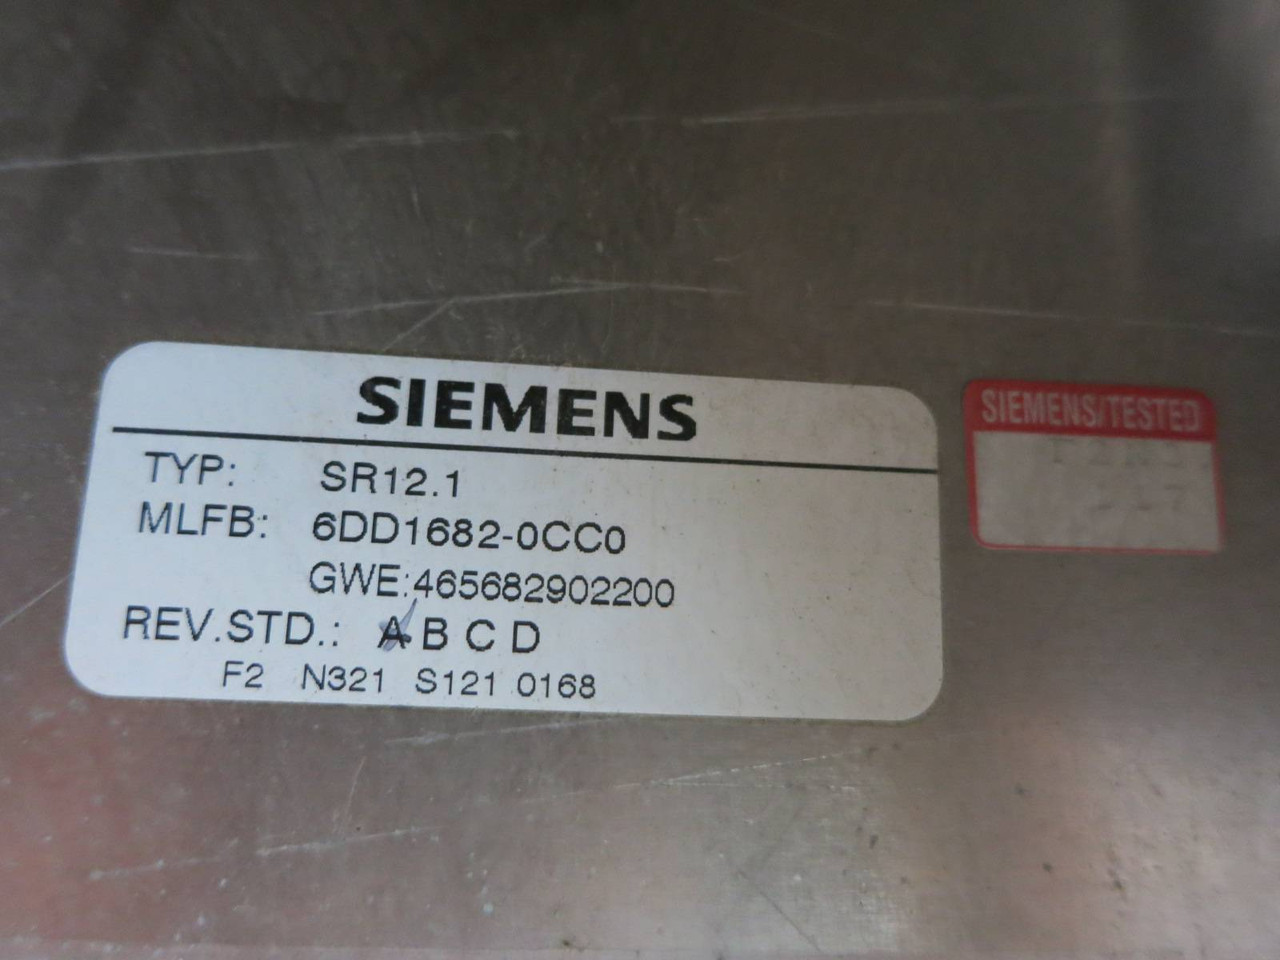 SIEMENS
TYP: SR12.1
MLFB: 6DD1682-0CC0
GWE:465682902200
REV.STD.: A B C D
F2 N321 S121 0168
SIEMENS/TESTED